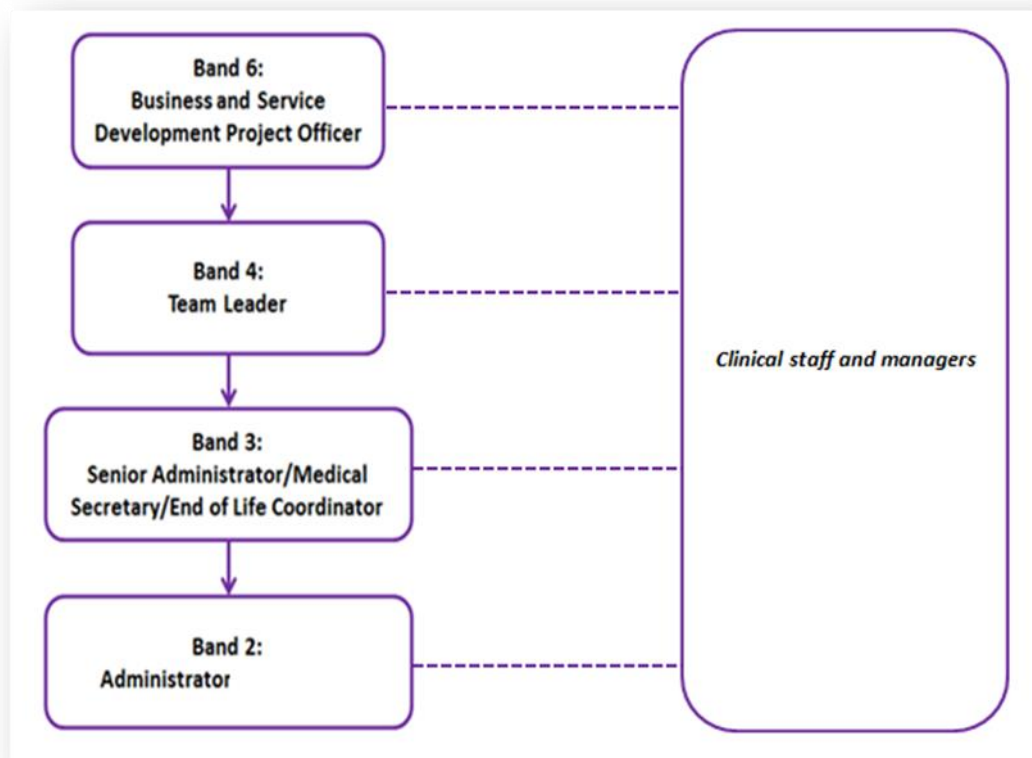 Band 6:
Business and Service
Development Project Officer
Band 4:
Team Leader
Band 3:
Senior Administrator/Medical
Secretary/End of Life Coordinator
Band 2:
Administrator
Clinical staff and managers